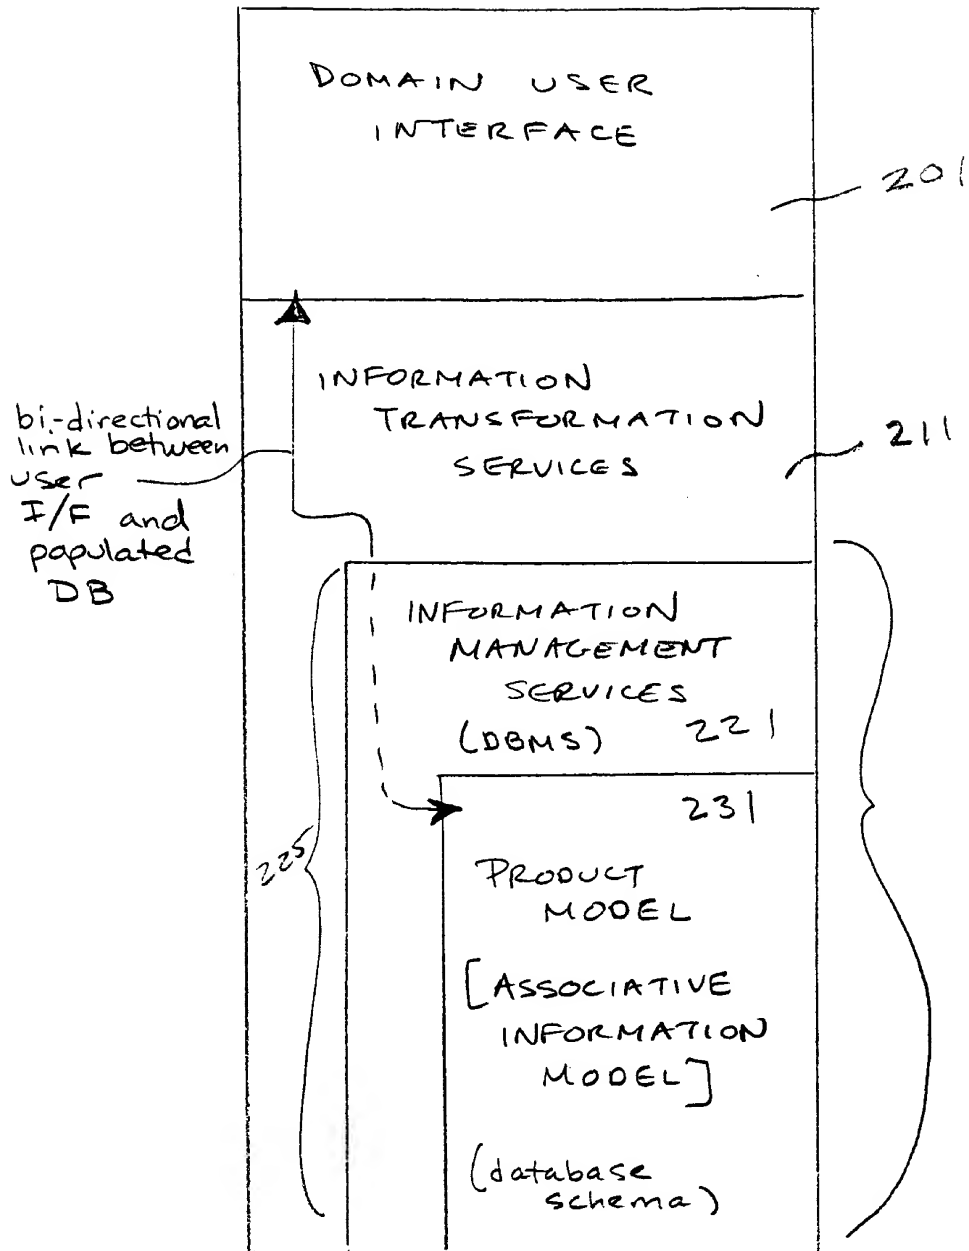 DOMAIN USER
INTERFACE
201
INFORMATION
TRANSFORMATION
SERVICES
211
bi-directional
link between
user
I/F and
populated
DB
INFORMATION
MANAGEMENT
SERVICES
(DBMS) 221
225
231
PRODUCT
MODEL
[ASSOCIATIVE
INFORMATION
MODEL]
(database
schema)